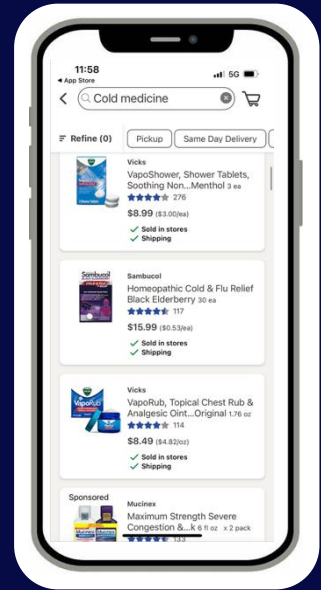 11:58
5G
◄ App Store
Cold medicine
Refine (0)
Pickup
Same Day Delivery
Vicks
VapoShower, Shower Tablets,
Soothing Non...Menthol 3 ea
276
$8.99 ($3.00/ea)
Sold in stores
Shipping
Sambucol
Sambucol
Homeopathic Cold & Flu Relief
Black Elderberry 30 ea
117
$15.99 ($0.53/ea)
Sold in stores
Shipping
VapoRub
Vicks
VapoRub, Topical Chest Rub &
Analgesic Oint...Original 1.76 oz
114
$8.49 ($4.82/oz)
Sold in stores
Shipping
Sponsored
Mucinex
Maximum Strength Severe
Congestion &...k 6 fl oz x 2 pack
133
Mucinex